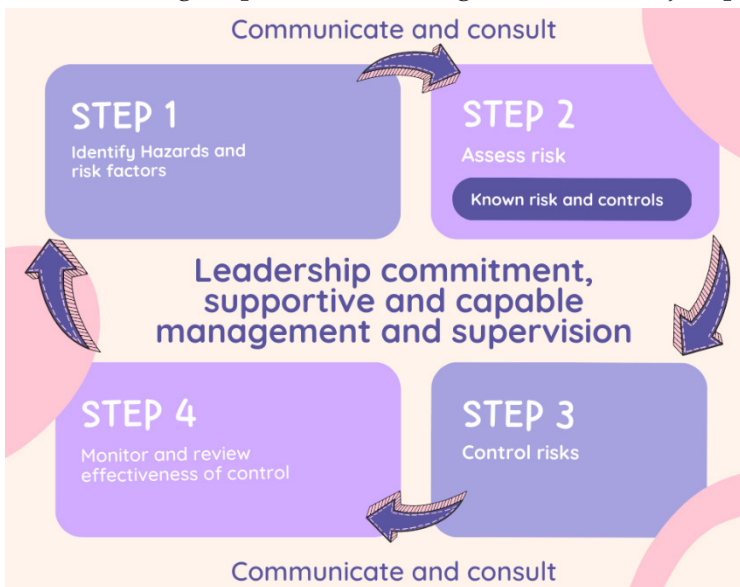 Communicate and consult
STEP 1
Identify Hazards and
risk factors
STEP 2
Assess risk
Known risk and controls
Leadership commitment,
supportive and capable
management and supervision
STEP 4
Monitor and review
effectiveness of control
STEP 3
Control risks
Communicate and consult